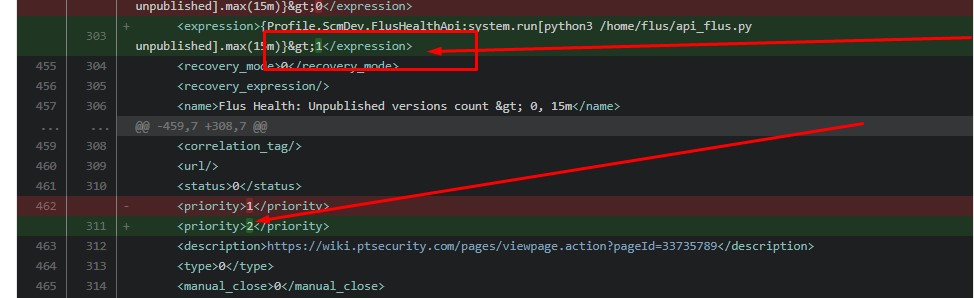 unpublished].max(15m)}&gt;0</expression>
303 + <expression>{Profile.ScmDev.FlusHealthApi:system.run[python3 /home/flus/api_flus.py
unpublished].max(15m)}&gt;1</expression>
455 304 <recovery_mode>0</recovery_mode>
456 305 <recovery_expression/>
457 306 <name>Flus Health: Unpublished versions count &gt; 0, 15m</name>
... ... @@ -459,7 +308,7 @@
459 308 <correlation_tag/>
460 309 <url/>
461 310 <status>0</status>
462 - <priority>1</priority>
311 + <priority>2</priority>
463 312 <description>https://wiki.ptsecurity.com/pages/viewpage.action?pageId=33735789</description>
464 313 <type>0</type>
465 314 <manual_close>0</manual_close>